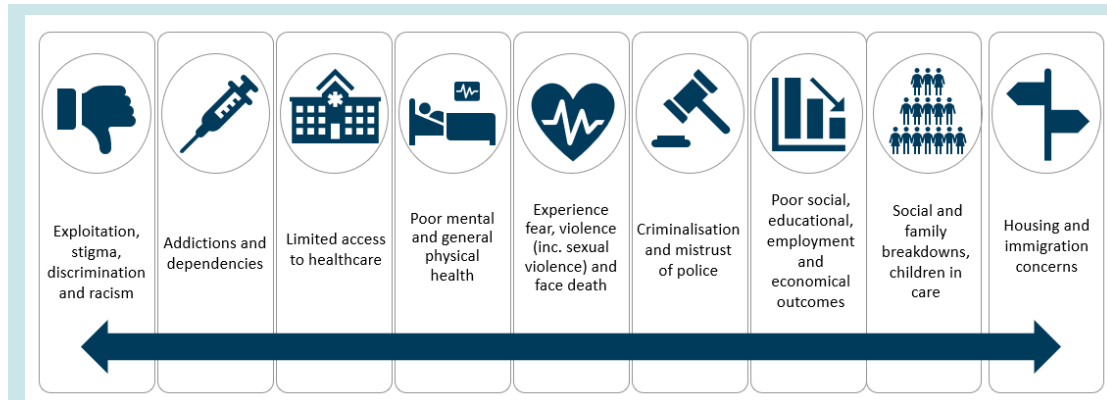 Exploitation,
stigma,
discrimination
and racism
Addictions and
dependencies
Limited access
to healthcare
Poor mental
and general
physical
health
Experience
fear, violence
(inc. sexual
violence) and
face death
Criminalisation
and mistrust
of police
Poor social,
educational,
employment
and
economical
outcomes
Social and
family
breakdowns,
children in
care
Housing and
immigration
concerns